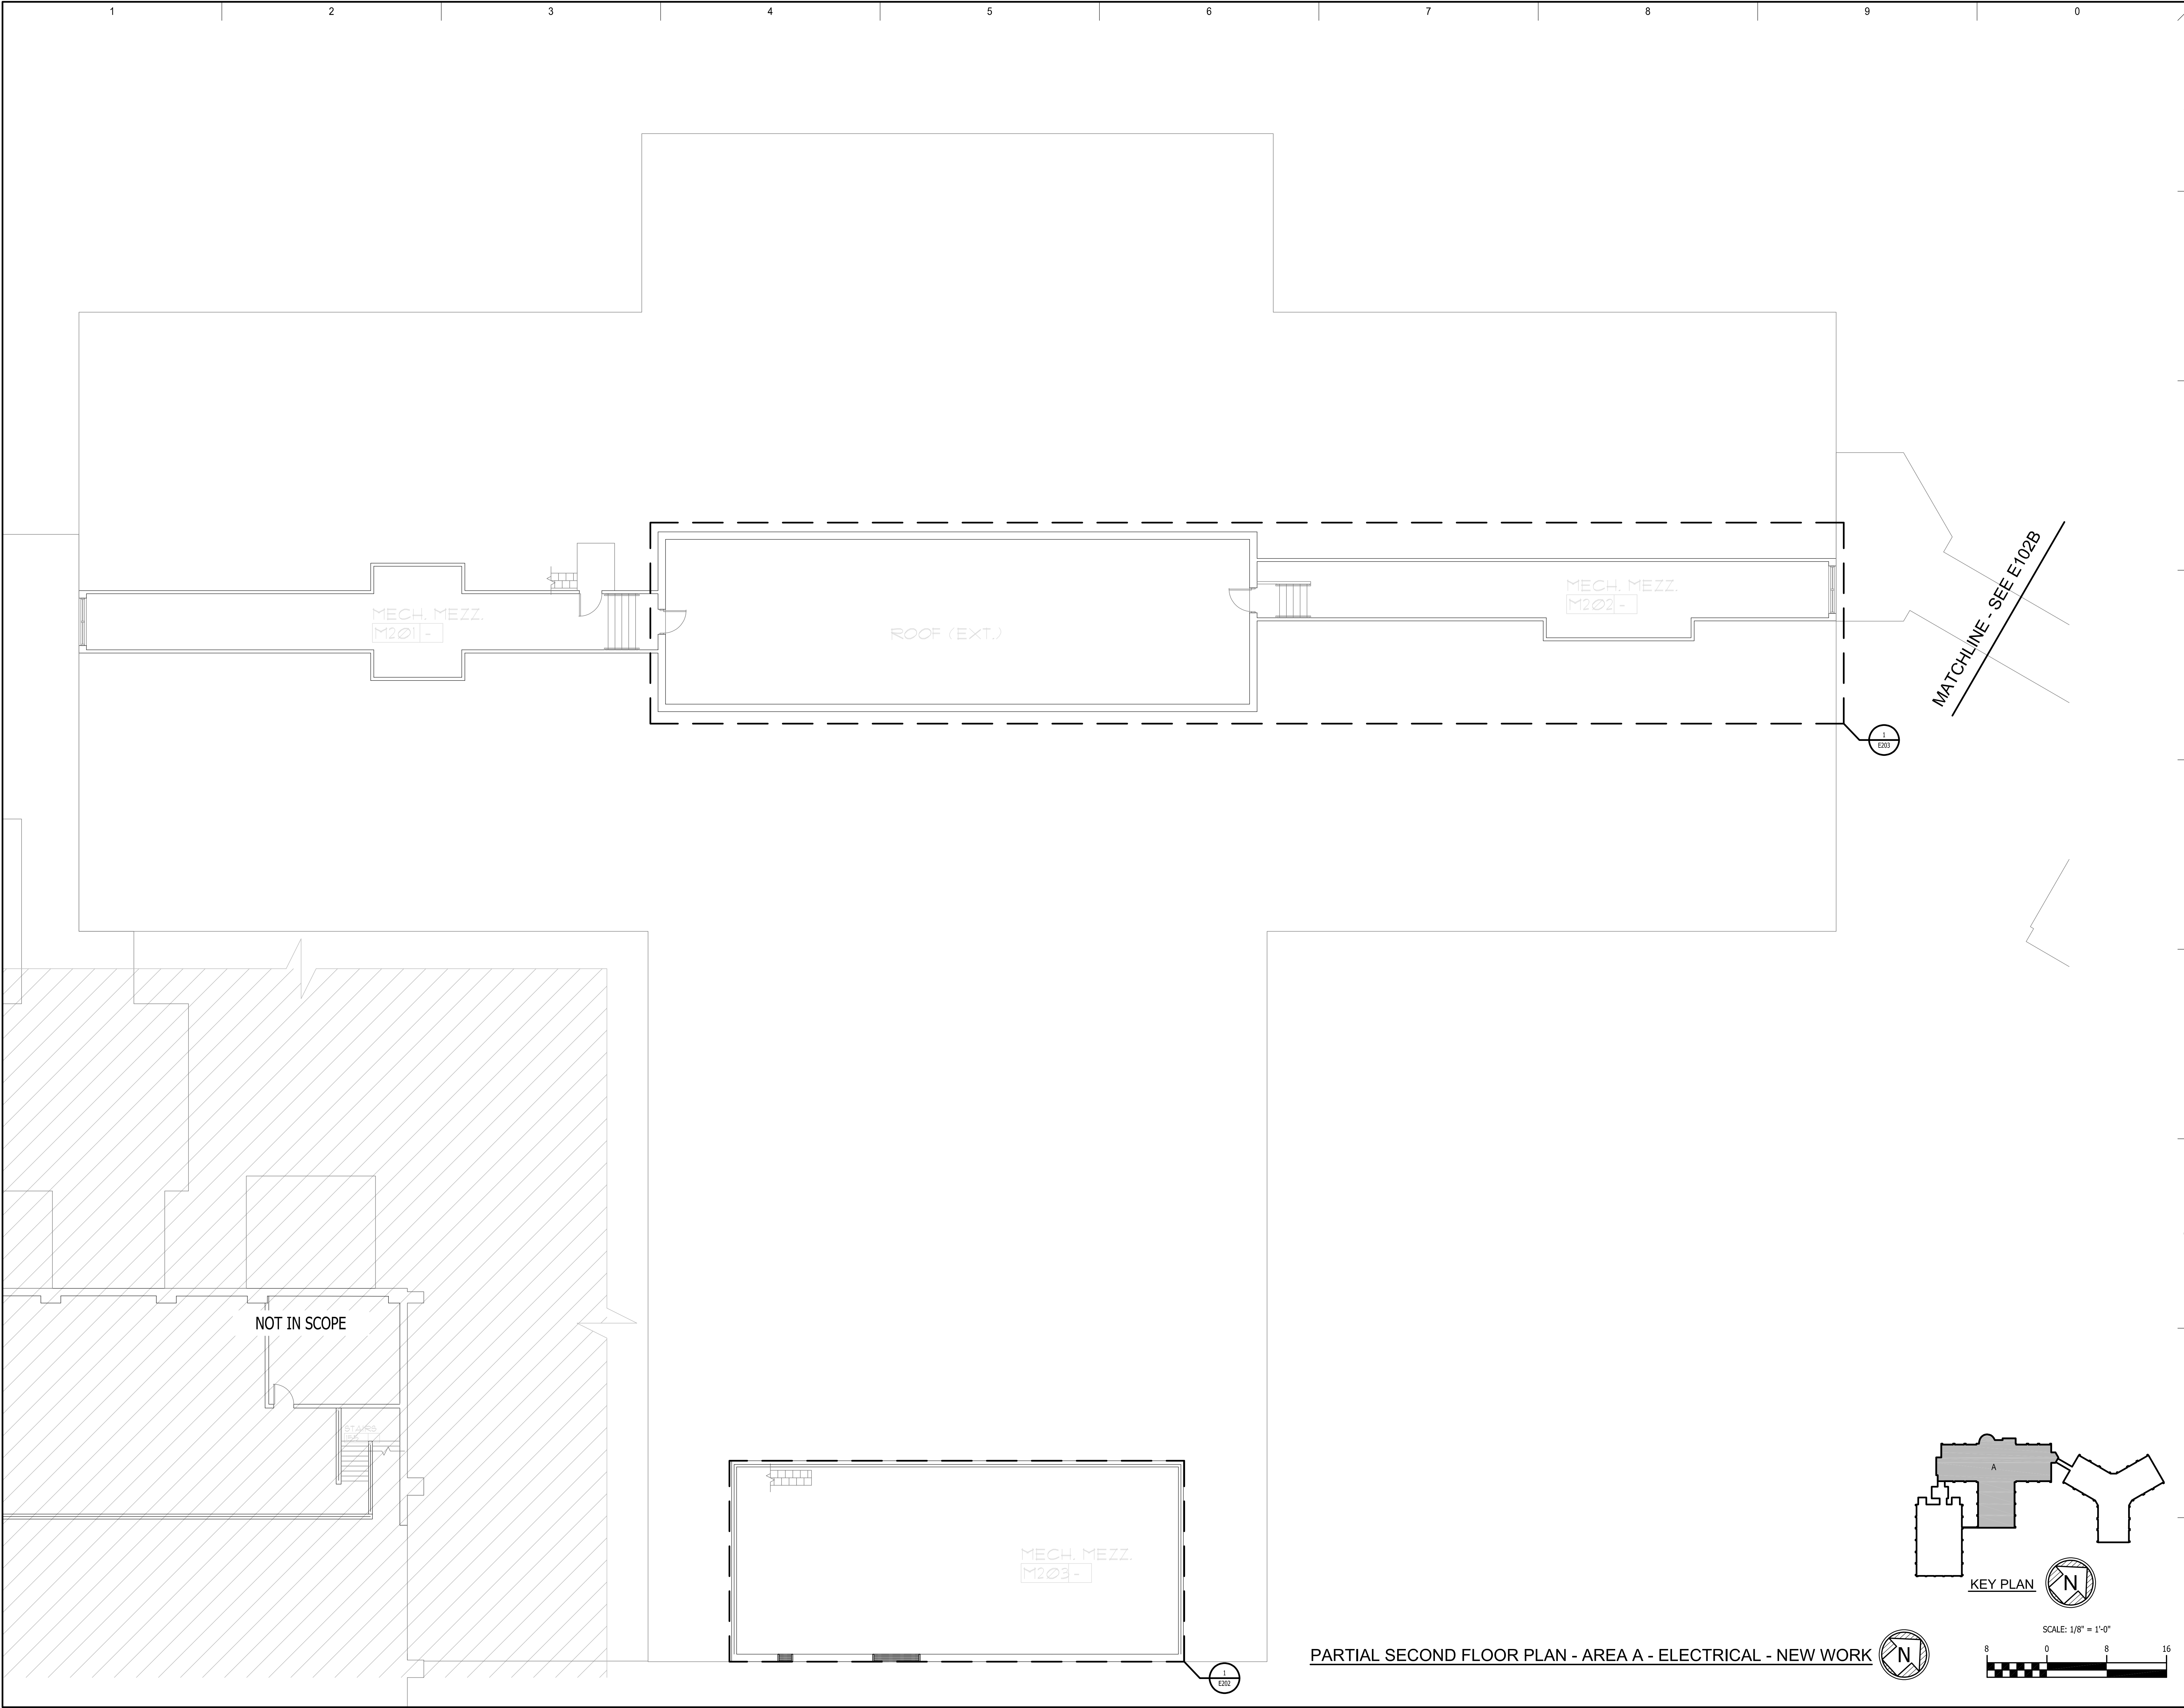 1 2 3 4 5 6 7 8 9 0
MATCHLINE - SEE E102B
MECH. MEZZ.
M202 -
MECH. MEZZ.
M201 -
ROOF (EXT.)
1
E203
NOT IN SCOPE
STAIRS
A
MECH. MEZZ.
M203 -
KEY PLAN
N
SCALE: 1/8" = 1'-0"
8 0 8 16
PARTIAL SECOND FLOOR PLAN - AREA A - ELECTRICAL - NEW WORK
N
1
E202